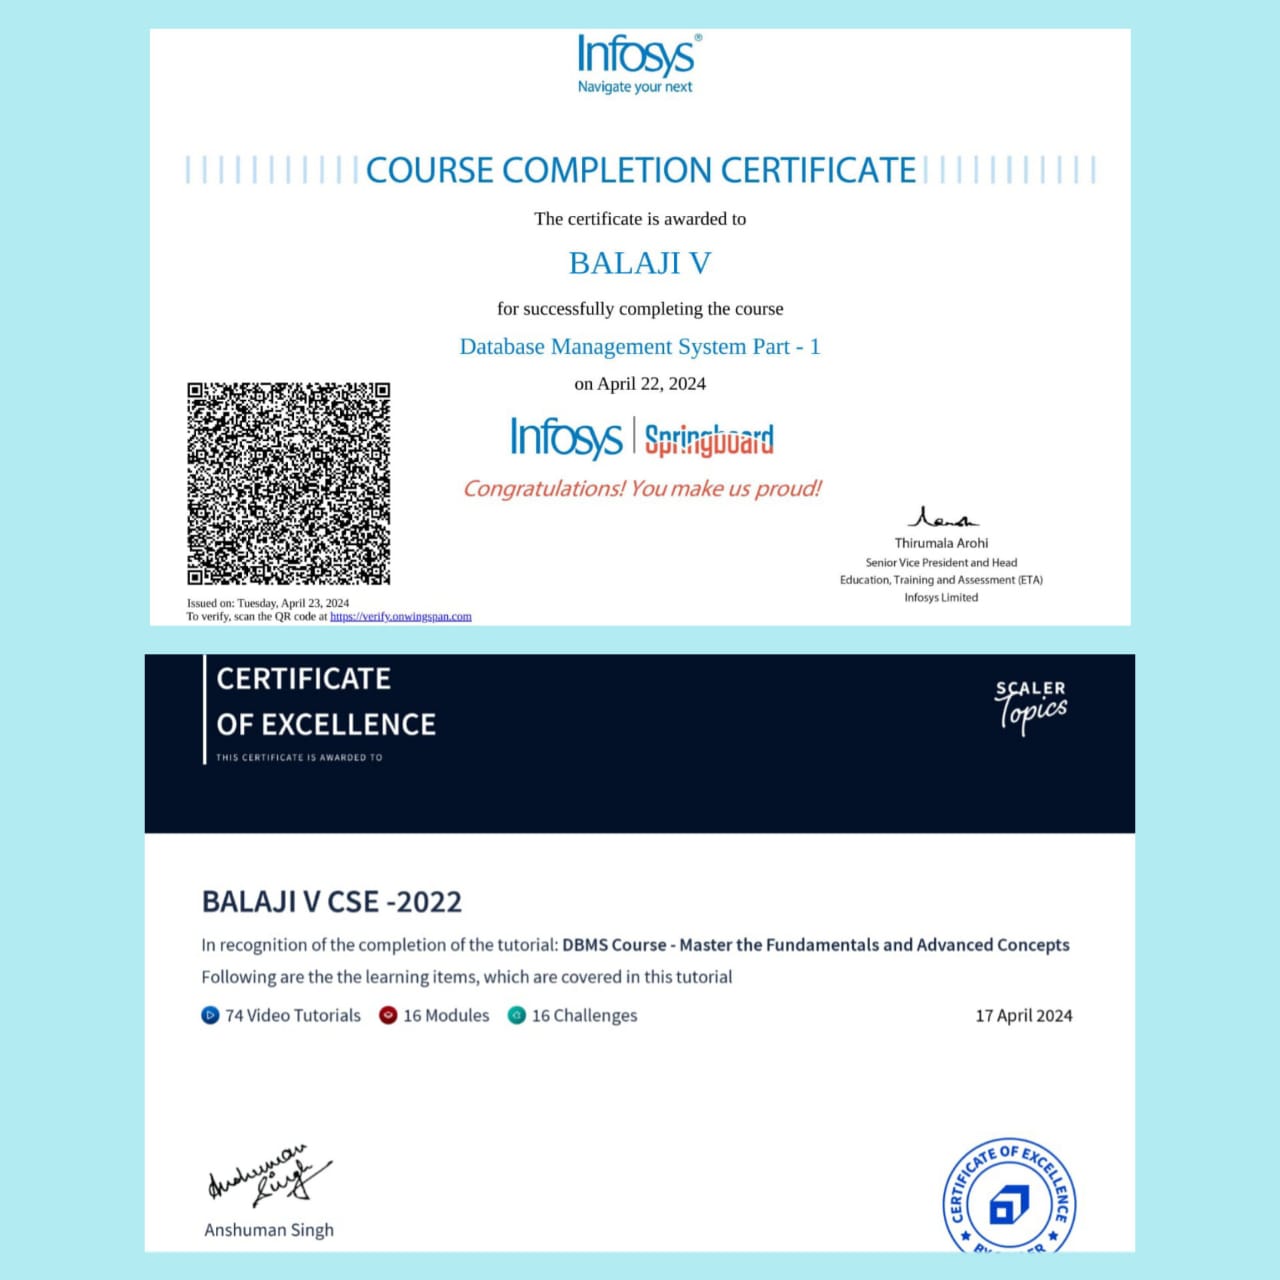 Infosys®
Navigate your next
COURSE COMPLETION CERTIFICATE
The certificate is awarded to
BALAJI V
for successfully completing the course
Database Management System Part - 1
on April 22, 2024
Infosys | Springboard
Congratulations! You make us proud!
Thirumala Arohi
Senior Vice President and Head
Education, Training and Assessment (ETA)
Infosys Limited
Issued on: Tuesday, April 23, 2024
To verify, scan the QR code at https://verify.onwingspan.com
CERTIFICATE
OF EXCELLENCE
THIS CERTIFICATE IS AWARDED TO
SCALER
Topics
BALAJI V CSE -2022
In recognition of the completion of the tutorial: DBMS Course - Master the Fundamentals and Advanced Concepts
Following are the the learning items, which are covered in this tutorial
74 Video Tutorials 16 Modules 16 Challenges 17 April 2024
Anshuman Singh
Anshuman Singh
CERTIFICATE OF EXCELLENCE